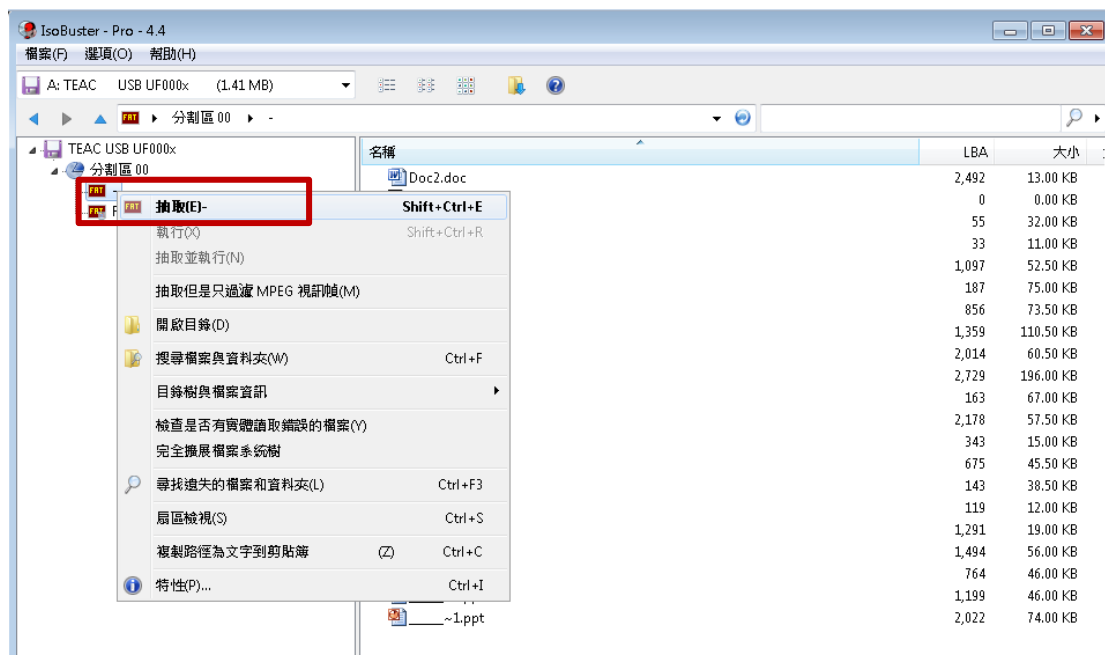 IsoBuster - Pro - 4.4
檔案(F) 選項(O) 幫助(H)
A: TEAC USB UF000x (1.41 MB)
FAT 分割區 00 -
TEAC USB UF000x
分割區 00
FAT -
FAT F
名稱 LBA 大小
Doc2.doc 2,492 13.00 KB
0 0.00 KB
55 32.00 KB
33 11.00 KB
1,097 52.50 KB
187 75.00 KB
856 73.50 KB
1,359 110.50 KB
2,014 60.50 KB
2,729 196.00 KB
163 67.00 KB
2,178 57.50 KB
343 15.00 KB
675 45.50 KB
143 38.50 KB
119 12.00 KB
1,291 19.00 KB
1,494 56.00 KB
764 46.00 KB
1,199 46.00 KB
_____~1.ppt 2,022 74.00 KB
FAT 抽取(E)- Shift+Ctrl+E
執行(X) Shift+Ctrl+R
抽取並執行(N)
抽取但是只過濾 MPEG 視訊幀(M)
開啟目錄(D)
搜尋檔案與資料夾(W) Ctrl+F
目錄樹與檔案資訊
檢查是否有實體讀取錯誤的檔案(Y)
完全擴展檔案系統樹
尋找遺失的檔案和資料夾(L) Ctrl+F3
扇區檢視(S) Ctrl+S
複製路徑為文字到剪貼簿 (Z) Ctrl+C
特性(P)... Ctrl+I